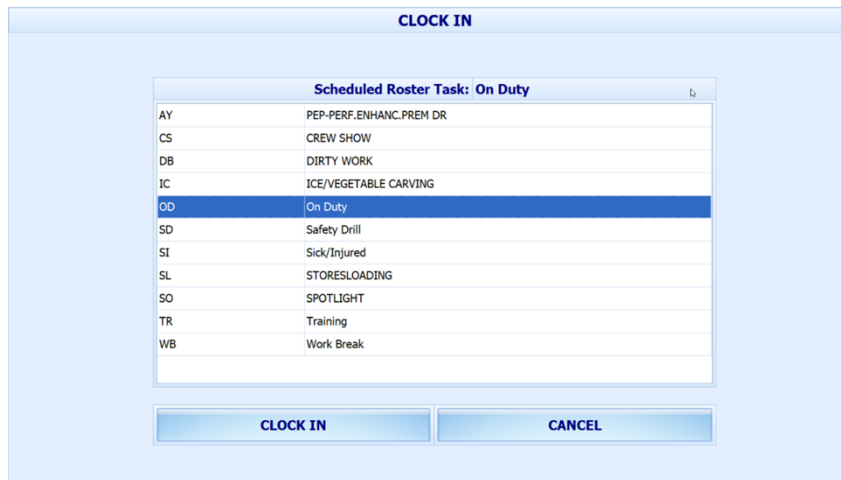 CLOCK IN
Scheduled Roster Task: On Duty
AY PEP-PERF.ENHANC.PREM DR
CS CREW SHOW
DB DIRTY WORK
IC ICE/VEGETABLE CARVING
OD On Duty
SD Safety Drill
SI Sick/Injured
SL STORESLOADING
SO SPOTLIGHT
TR Training
WB Work Break
CLOCK IN CANCEL